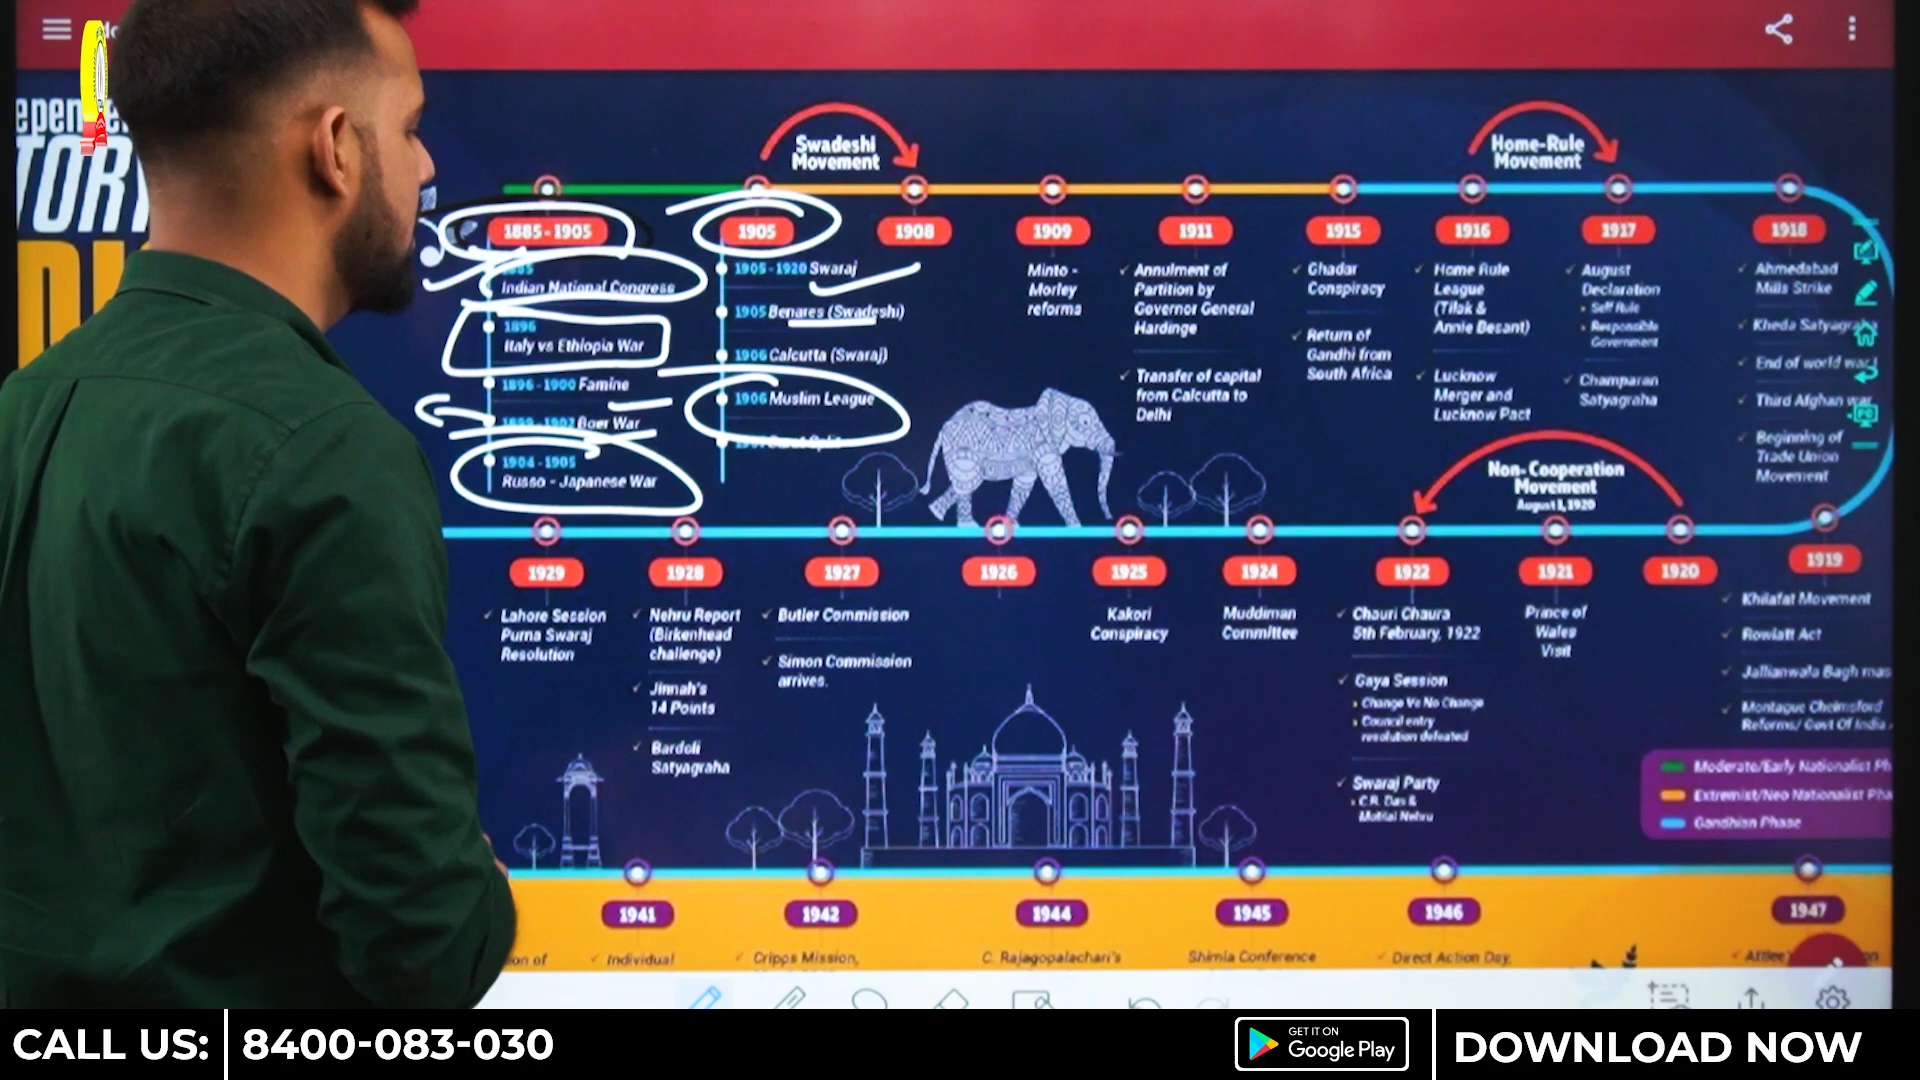 Swadeshi
Movement
Home-Rule
Movement
1885-1905
1905
1908
1909
1911
1915
1916
1917
1918
1885
Indian National Congress
1896
Italy vs Ethiopia War
1896 - 1900 Famine
1899-1902 Boer War
1904 -1905
Russo - Japanese War
1905 -1920 Swaraj
1905 Benares (Swadeshi)
1906 Calcutta (Swaraj)
1906 Muslim League
Minto -
Morley
reforms
Annulment of
Partition by
Governor General
Hardinge
Transfer of capital
from Calcutta to
Delhi
Ghadar
Conspiracy
Return of
Gandhi from
South Africa
Home Rule
League
(Tilak &
Annie Besant)
Lucknow
Merger and
Lucknow Pact
August
Declaration
Self Rule
Responsible
Government
Champaran
Satyagraha
Ahmedabad
Mills Strike
Kheda Satyagraha
End of world war
Third Afghan war
Beginning of
Trade Union
Movement
Non-Cooperation
Movement
August 1, 1920
1929
1928
1927
1926
1925
1924
1922
1921
1920
1919
Lahore Session
Purna Swaraj
Resolution
Nehru Report
(Birkenhead
challenge)
Jinnah's
14 Points
Bardoli
Satyagraha
Butler Commission
Simon Commission
arrives.
Kakori
Conspiracy
Muddiman
Committee
Chauri Chaura
5th February, 1922
Gaya Session
Change Vs No Change
Council entry
resolution defeated
Swaraj Party
C.R. Das &
Motilal Nehru
Prince of
Wales
Visit
Khilafat Movement
Rowlatt Act
Jallianwala Bagh mas
Montague Chelmsford
Reforms/ Govt Of India
Moderate/Early Nationalist Ph
Extremist/Neo Nationalist Pha
Gandhian Phase
1941
1942
1944
1945
1946
1947
ion of
Individual
Cripps Mission,
C. Rajagopalachari's
Shimla Conference
Direct Action Day,
CALL US: 8400-083-030
GET IT ON
Google Play
DOWNLOAD NOW